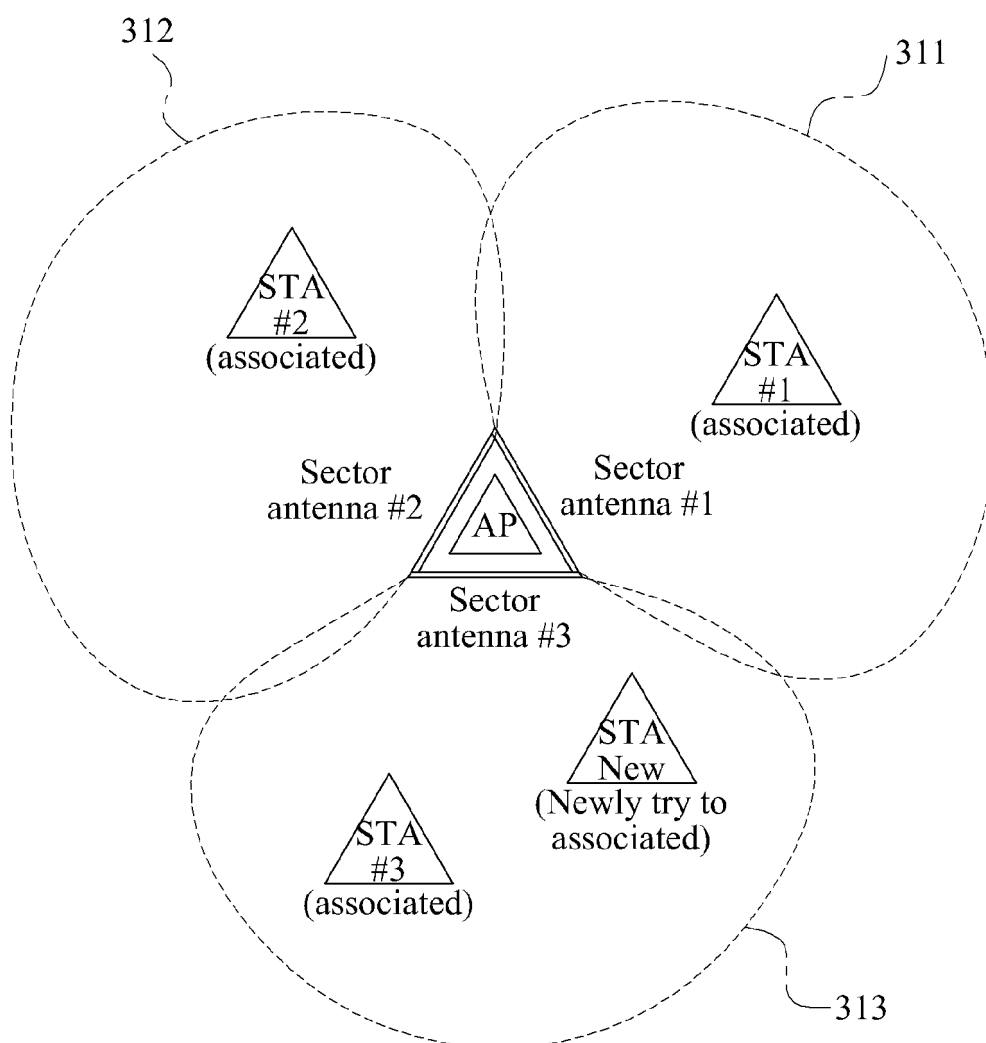 312
311
STA
#2
(associated)
STA
#1
(associated)
Sector
antenna #2
Sector
antenna #1
AP
Sector
antenna #3
STA
New
(Newly try to
associated)
STA
#3
(associated)
313